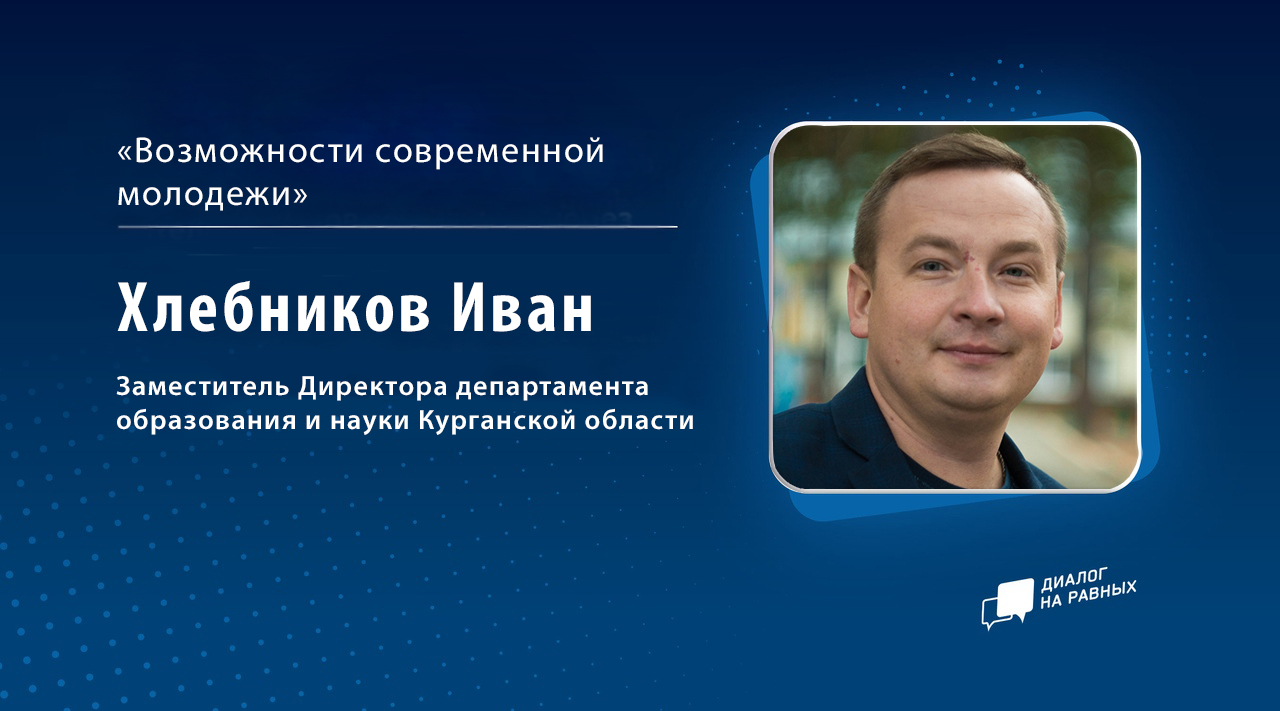 «Возможности современной
молодежи»
Хлебников Иван
Заместитель Директора департамента
образования и науки Курганской области
ДИАЛОГ
НА РАВНЫХ